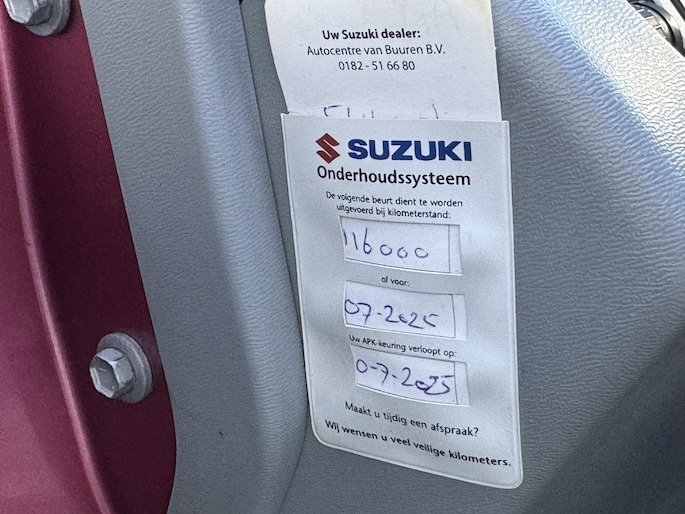 Uw Suzuki dealer:
Autocentre van Buuren B.V.
0182 - 51 66 80
SUZUKI
Onderhoudssysteem
De volgende beurt dient te worden
uitgevoerd bij kilometerstand:
116000
of voor:
07-2025
Uw APK-keuring verloopt op:
0-7-2025
Maakt u tijdig een afspraak?
Wij wensen u veel veilige kilometers.